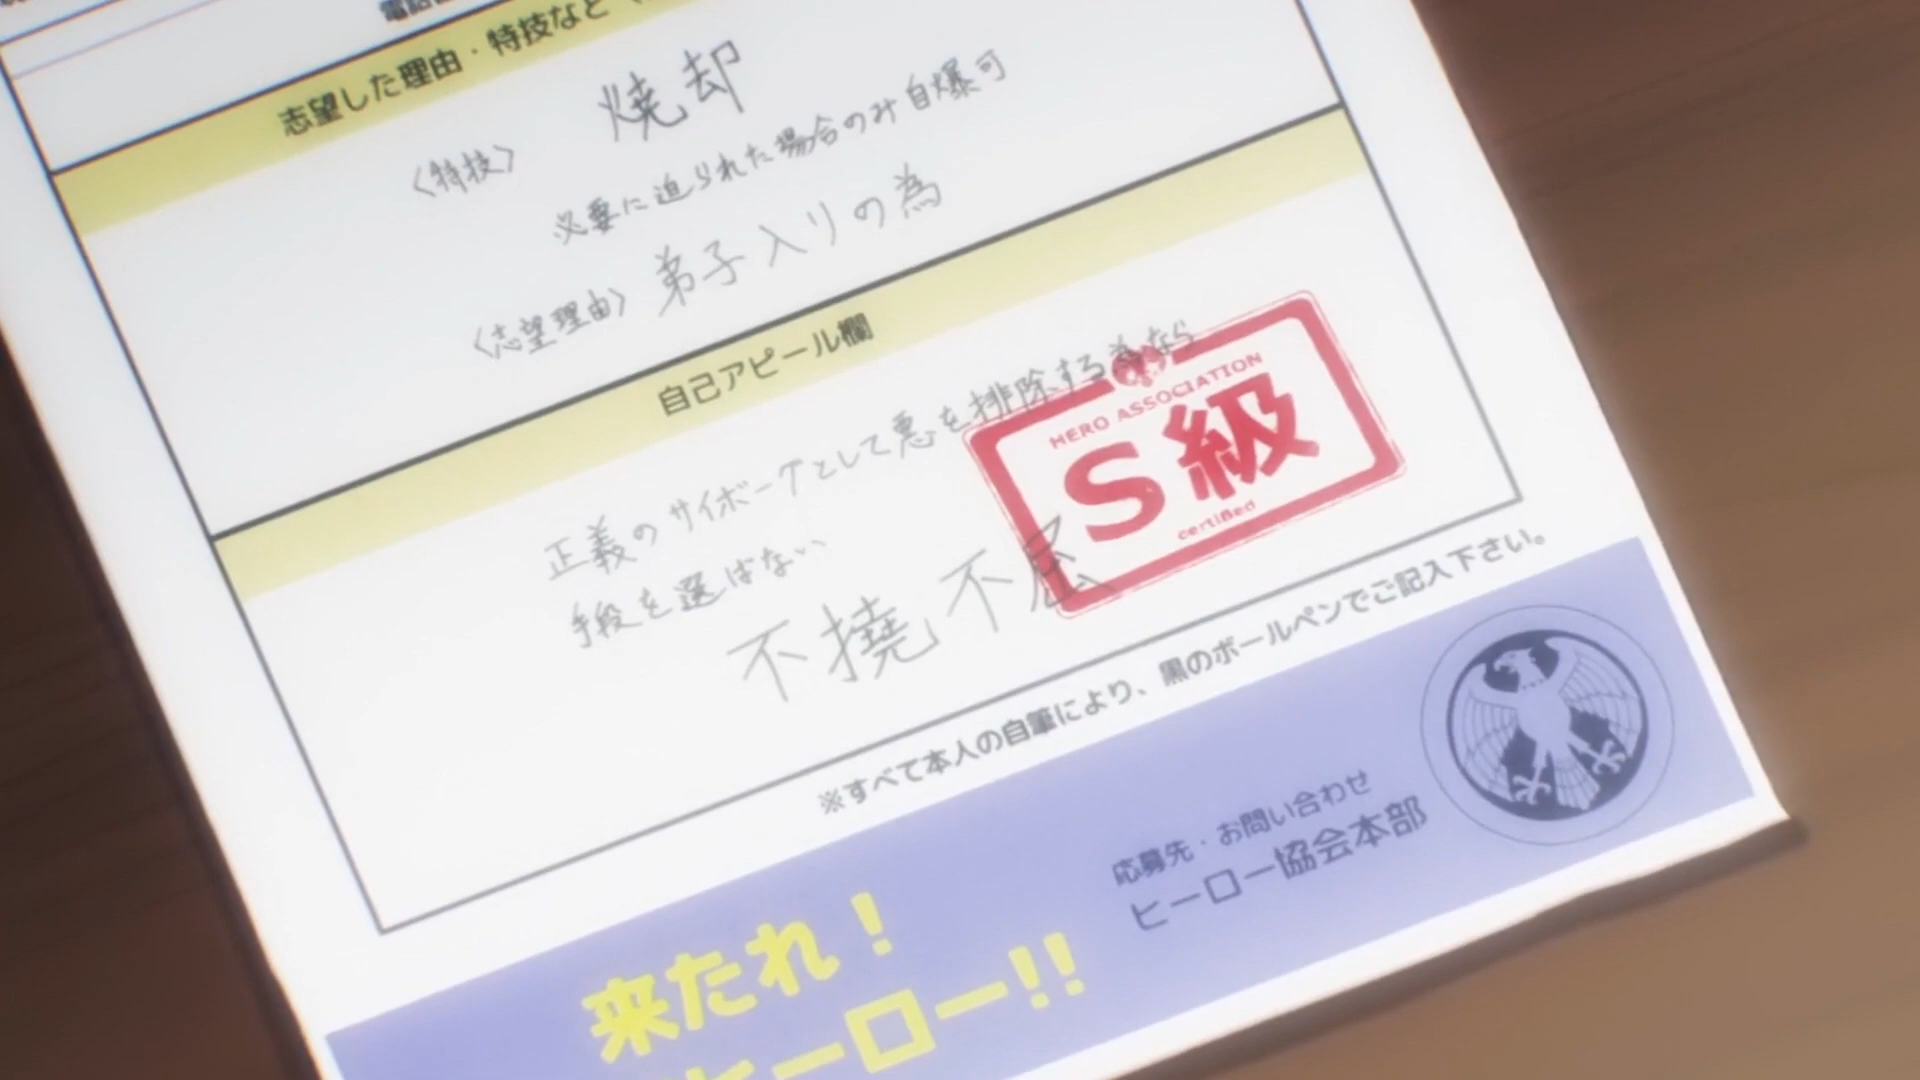 志望した理由・特技など
〈特技〉 焼却
必要に迫られた場合のみ自爆可
〈志望理由〉 弟子入りの為
自己アピール欄
正義のサイボーグとして悪を排除する為なら
手段を選ばない
不撓不屈
HERO ASSOCIATION
S級
certified
※すべて本人の自筆により、黒のボールペンでご記入下さい。
応募先・お問い合わせ
ヒーロー協会本部
来たれ！
ヒーロー!!